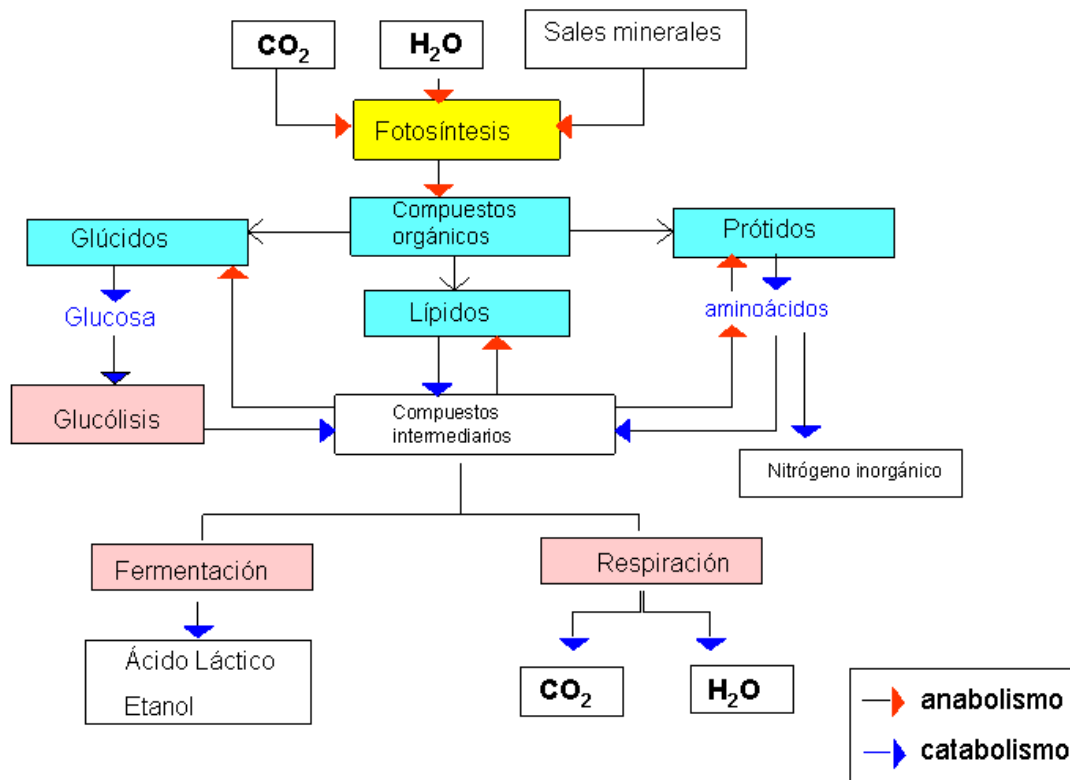 CO₂
H₂O
Sales minerales
Fotosíntesis
Compuestos
orgánicos
Glúcidos
Prótidos
Glucosa
Lípidos
aminoácidos
Glucólisis
Compuestos
intermediarios
Nitrógeno inorgánico
Fermentación
Respiración
Ácido Láctico
Etanol
CO₂
H₂O
anabolismo
catabolismo